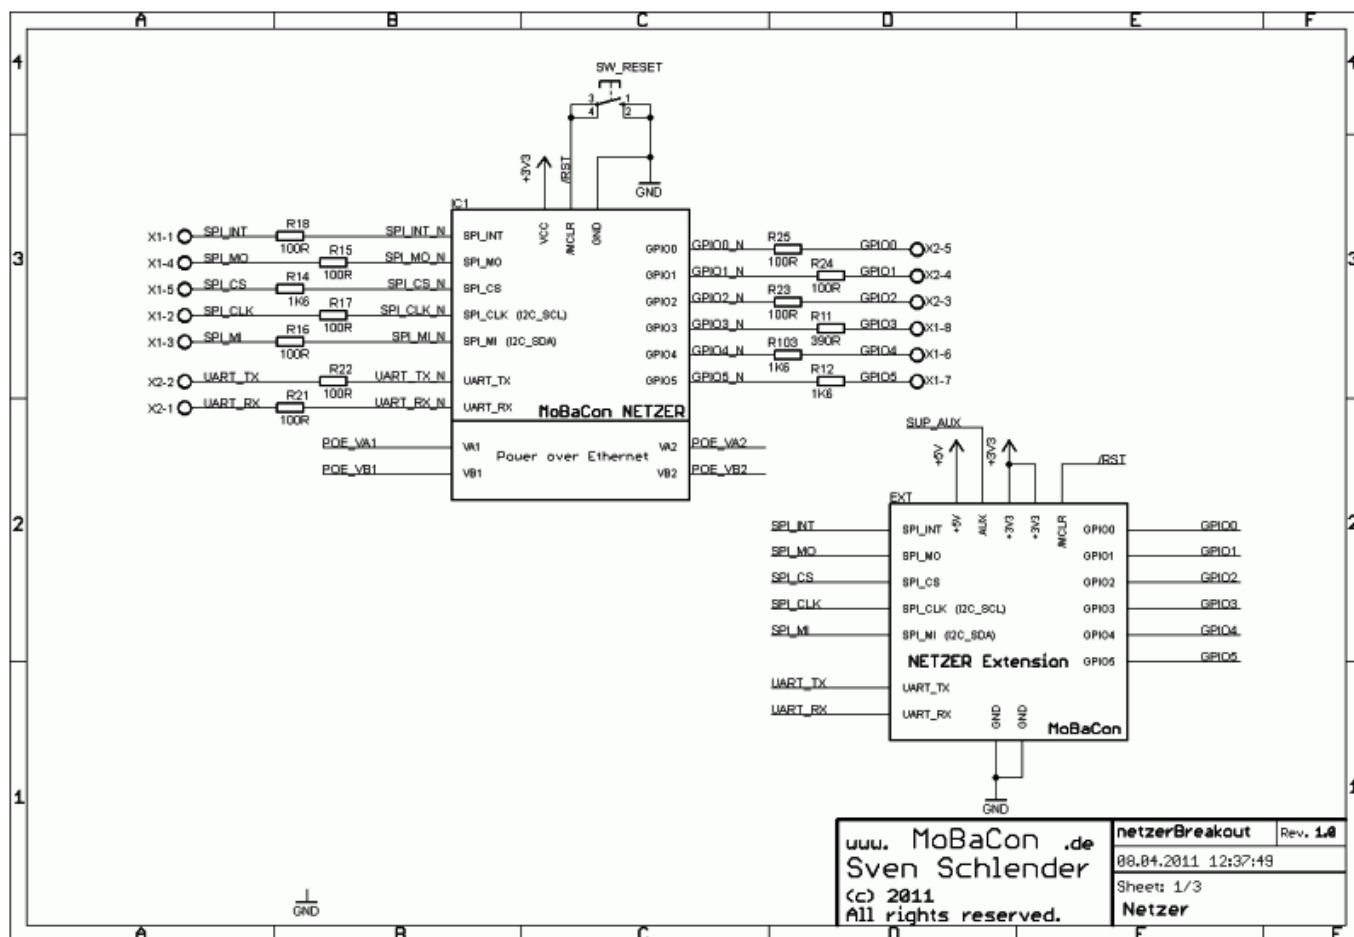 A B C D E F
4 4
SW_RESET
3 1
4 2
+3V3 /RST
GND
IC1
VCC /MCLR GND
3 3
X1-1 SPI_INT R18 100R SPI_INT_N SPI_INT
X1-4 SPI_MO R15 100R SPI_MO_N SPI_MO
X1-5 SPI_CS R14 1K6 SPI_CS_N SPI_CS
X1-2 SPI_CLK R17 100R SPI_CLK_N SPI_CLK (I2C_SCL)
X1-3 SPI_MI R16 100R SPI_MI_N SPI_MI (I2C_SDA)
X2-2 UART_TX R22 100R UART_TX_N UART_TX
X2-1 UART_RX R21 100R UART_RX_N UART_RX
GPIO0 GPIO0_N R25 100R GPIO0 X2-5
GPIO1 GPIO1_N R24 100R GPIO1 X2-4
GPIO2 GPIO2_N R23 100R GPIO2 X2-3
GPIO3 GPIO3_N R11 390R GPIO3 X1-8
GPIO4 GPIO4_N R103 1K6 GPIO4 X1-6
GPIO5 GPIO5_N R12 1K6 GPIO5 X1-7
MoBaCon NETZER
POE_VA1 VA1 VA2 POE_VA2
Power over Ethernet
POE_VB1 VB1 VB2 POE_VB2
SUP_AUX
+5V +3V3 /RST
EXT
2 2
+5V AUX +3V3 +3V3 /MCLR
SPI_INT SPI_INT GPIO0 GPIO0
SPI_MO SPI_MO GPIO1 GPIO1
SPI_CS SPI_CS GPIO2 GPIO2
SPI_CLK SPI_CLK (I2C_SCL) GPIO3 GPIO3
SPI_MI SPI_MI (I2C_SDA) GPIO4 GPIO4
NETZER Extension GPIO5 GPIO5
UART_TX UART_TX
UART_RX UART_RX
GND GND
MoBaCon
1 1
GND
GND
www. MoBaCon .de
Sven Schlender
(c) 2011
All rights reserved.
netzerBreakout Rev. 1.0
08.04.2011 12:37:49
Sheet: 1/3
Netzer
A B C D E F